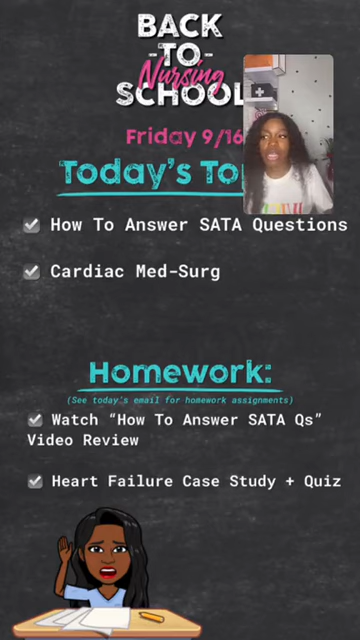 BACK
-TO-
Nursing
SCHOOL
Friday 9/16
Today's To
How To Answer SATA Questions
Cardiac Med-Surg
Homework:
(See today's email for homework assignments)
Watch “How To Answer SATA Qs”
Video Review
Heart Failure Case Study + Quiz